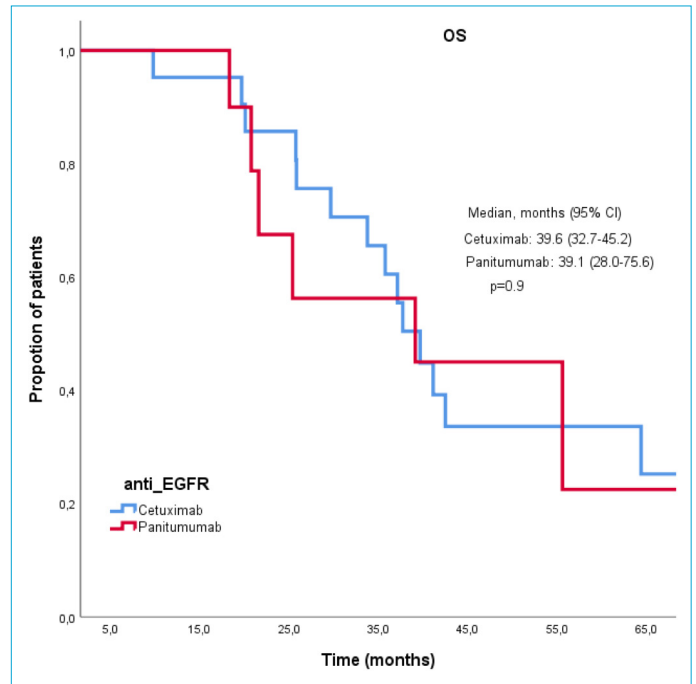 OS
1,0
0,8
0,6
0,4
0,2
0,0
Propotion of patients
Median, months (95% CI)
Cetuximab: 39.6 (32.7-45.2)
Panitumumab: 39.1 (28.0-75.6)
p=0.9
anti_EGFR
Cetuximab
Panitumumab
5,0 15,0 25,0 35,0 45,0 55,0 65,0
Time (months)